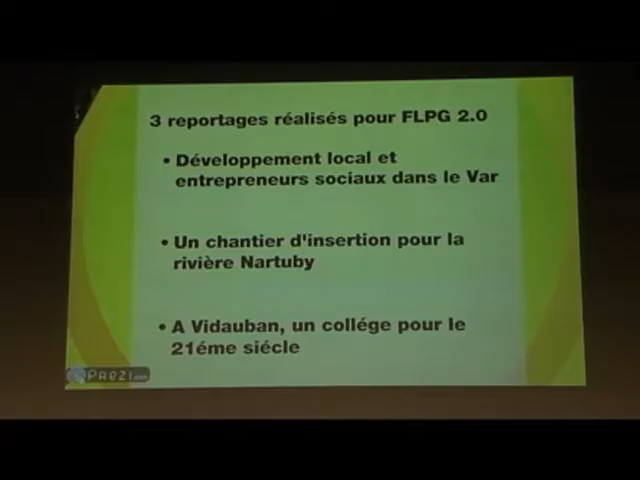 3 reportages réalisés pour FLPG 2.0
• Développement local et
entrepreneurs sociaux dans le Var
• Un chantier d'insertion pour la
rivière Nartuby
• A Vidauban, un collége pour le
21éme siécle
PREZI.com